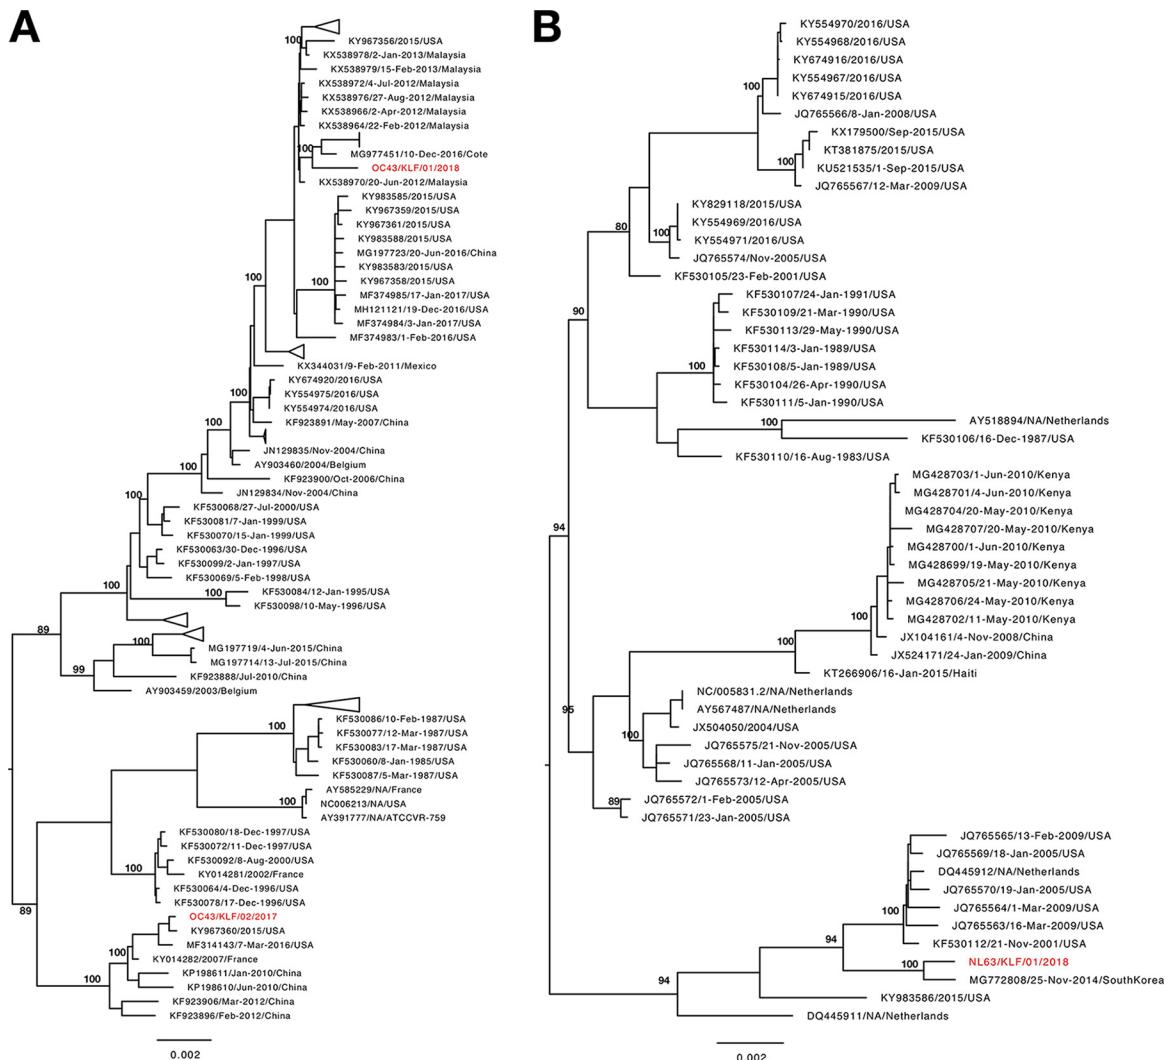 A
100
KY967356/2015/USA
KX538978/2-Jan-2013/Malaysia
KX538979/15-Feb-2013/Malaysia
KX538972/4-Jul-2012/Malaysia
KX538976/27-Aug-2012/Malaysia
KX538966/2-Apr-2012/Malaysia
KX538964/22-Feb-2012/Malaysia
100
MG977451/10-Dec-2016/Cote
OC43/KLF/01/2018
KX538970/20-Jun-2012/Malaysia
KY983585/2015/USA
KY967359/2015/USA
KY967361/2015/USA
KY983588/2015/USA
MG197723/20-Jun-2016/China
KY983583/2015/USA
100
100
KY967358/2015/USA
MF374985/17-Jan-2017/USA
MH121121/19-Dec-2016/USA
MF374984/3-Jan-2017/USA
MF374983/1-Feb-2016/USA
KX344031/9-Feb-2011/Mexico
KY674920/2016/USA
100
KY554975/2016/USA
KY554974/2016/USA
KF923891/May-2007/China
100
JN129835/Nov-2004/China
AY903460/2004/Belgium
100
KF923900/Oct-2006/China
JN129834/Nov-2004/China
100
KF530068/27-Jul-2000/USA
KF530081/7-Jan-1999/USA
KF530070/15-Jan-1999/USA
KF530063/30-Dec-1996/USA
KF530099/2-Jan-1997/USA
KF530069/5-Feb-1998/USA
100
100
KF530084/12-Jan-1995/USA
KF530098/10-May-1996/USA
89
100
MG197719/4-Jun-2015/China
MG197714/13-Jul-2015/China
99
KF923888/Jul-2010/China
AY903459/2003/Belgium
100
KF530086/10-Feb-1987/USA
KF530077/12-Mar-1987/USA
KF530083/17-Mar-1987/USA
KF530060/8-Jan-1985/USA
KF530087/5-Mar-1987/USA
AY585229/NA/France
100
NC006213/NA/USA
AY391777/NA/ATCCVR-759
KF530080/18-Dec-1997/USA
KF530072/11-Dec-1997/USA
KF530092/8-Aug-2000/USA
100
KY014281/2002/France
KF530064/4-Dec-1996/USA
KF530078/17-Dec-1996/USA
89
OC43/KLF/02/2017
KY967360/2015/USA
MF314143/7-Mar-2016/USA
100
KY014282/2007/France
KP198611/Jan-2010/China
100
KP198610/Jun-2010/China
KF923906/Mar-2012/China
KF923896/Feb-2012/China
0.002
B
KY554970/2016/USA
KY554968/2016/USA
KY674916/2016/USA
KY554967/2016/USA
100
KY674915/2016/USA
JQ765566/8-Jan-2008/USA
KX179500/Sep-2015/USA
KT381875/2015/USA
100
KU521535/1-Sep-2015/USA
JQ765567/12-Mar-2009/USA
KY829118/2015/USA
KY554969/2016/USA
80
100
KY554971/2016/USA
JQ765574/Nov-2005/USA
KF530105/23-Feb-2001/USA
KF530107/24-Jan-1991/USA
90
KF530109/21-Mar-1990/USA
KF530113/29-May-1990/USA
KF530114/3-Jan-1989/USA
100
KF530108/5-Jan-1989/USA
KF530104/26-Apr-1990/USA
KF530111/5-Jan-1990/USA
100
AY518894/NA/Netherlands
KF530106/16-Dec-1987/USA
KF530110/16-Aug-1983/USA
MG428703/1-Jun-2010/Kenya
MG428701/4-Jun-2010/Kenya
MG428704/20-May-2010/Kenya
94
MG428707/20-May-2010/Kenya
MG428700/1-Jun-2010/Kenya
MG428699/19-May-2010/Kenya
MG428705/21-May-2010/Kenya
MG428706/24-May-2010/Kenya
100
MG428702/11-May-2010/Kenya
JX104161/4-Nov-2008/China
100
JX524171/24-Jan-2009/China
KT266906/16-Jan-2015/Haiti
NC/005831.2/NA/Netherlands
95
AY567487/NA/Netherlands
JX504050/2004/USA
100
JQ765575/21-Nov-2005/USA
JQ765568/11-Jan-2005/USA
JQ765573/12-Apr-2005/USA
89
JQ765572/1-Feb-2005/USA
JQ765571/23-Jan-2005/USA
JQ765565/13-Feb-2009/USA
JQ765569/18-Jan-2005/USA
DQ445912/NA/Netherlands
JQ765570/19-Jan-2005/USA
100
JQ765564/1-Mar-2009/USA
JQ765563/16-Mar-2009/USA
94
KF530112/21-Nov-2001/USA
100
NL63/KLF/01/2018
94
MG772808/25-Nov-2014/SouthKorea
KY983586/2015/USA
DQ445911/NA/Netherlands
0.002